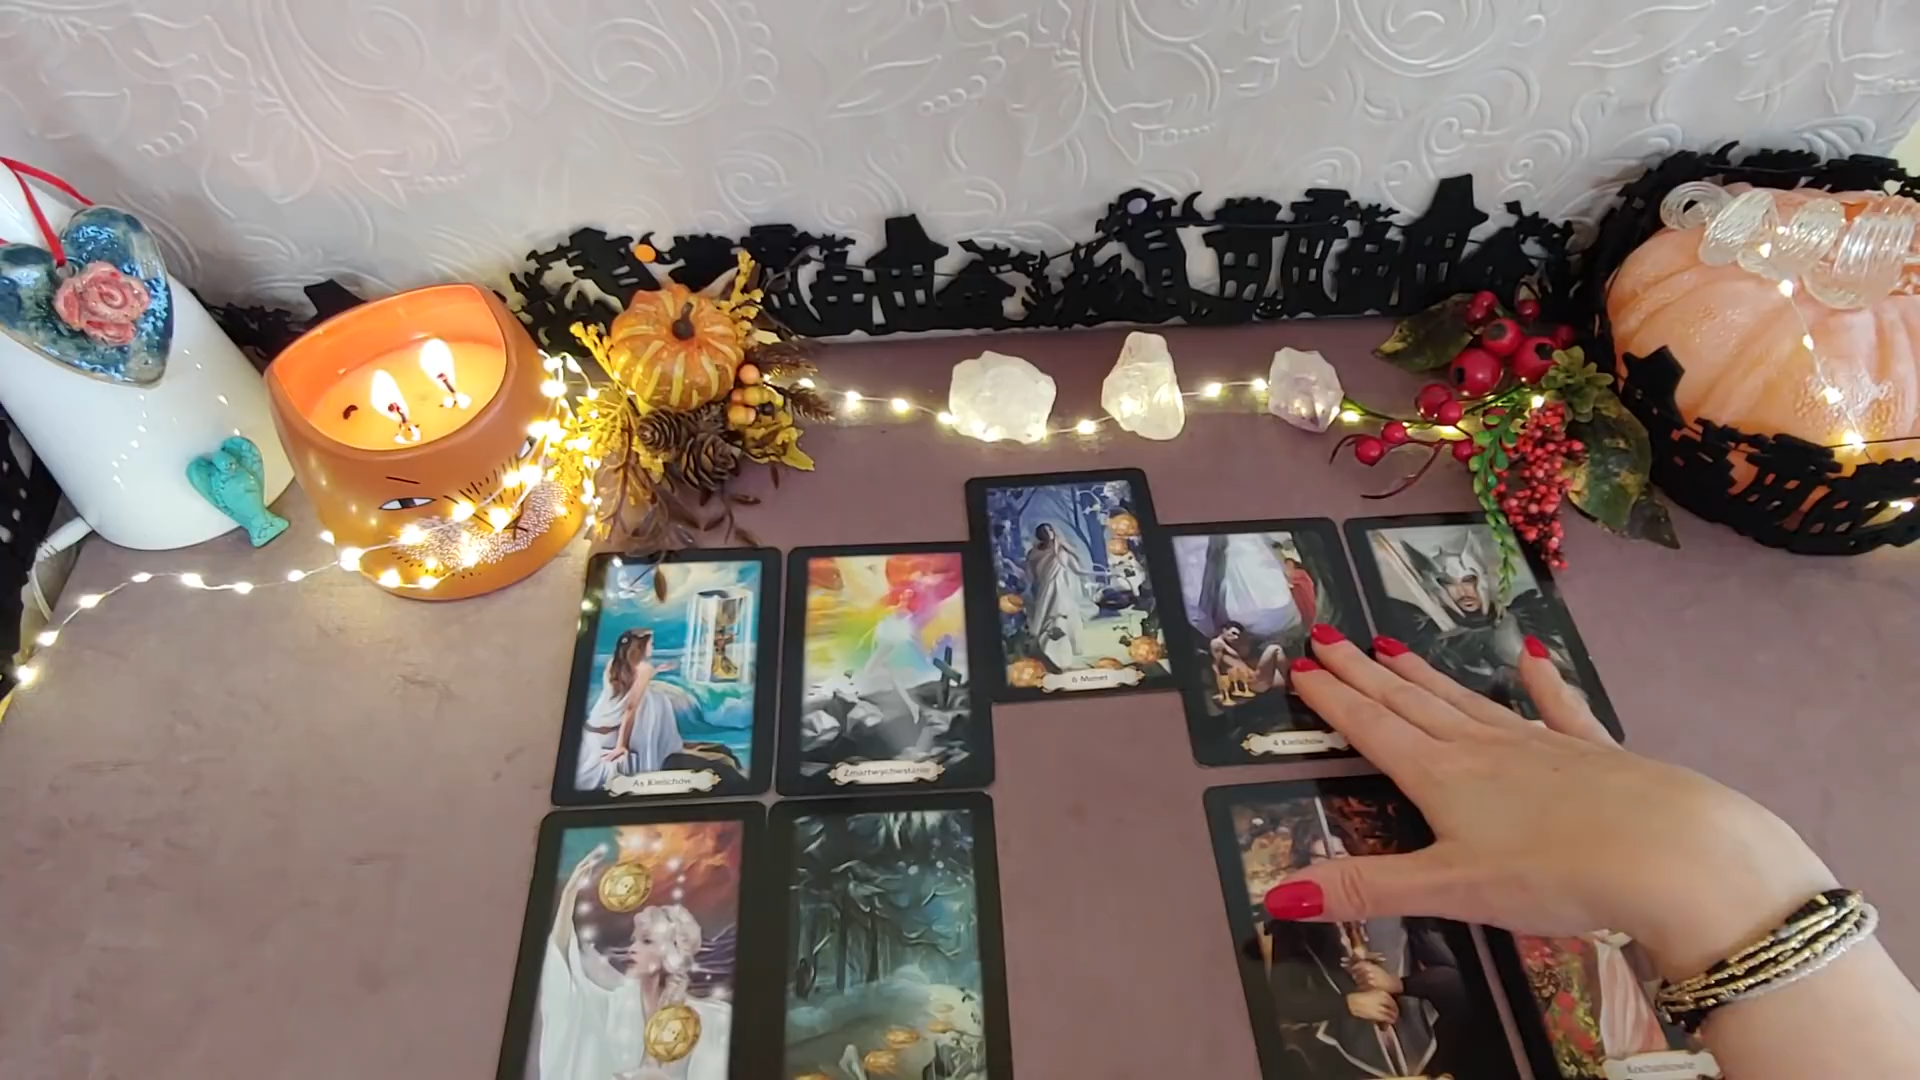 6 Monet
4 Kielichów
Zmartwychwstanie
As Kielichów
Kochankowie